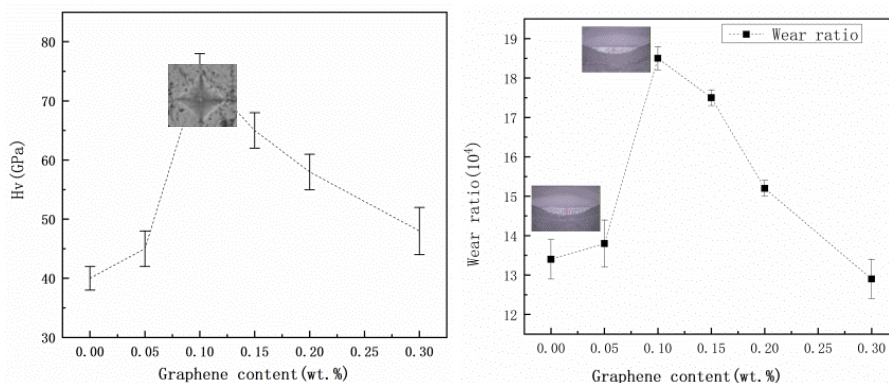 80
70
60
50
40
30
Hv(GPa)
0.00 0.05 0.10 0.15 0.20 0.25 0.30
Graphene content(wt.%)
Wear ratio
19
18
17
16
15
14
13
12
Wear ratio(10⁴)
0.00 0.05 0.10 0.15 0.20 0.25 0.30
Graphene content(wt.%)